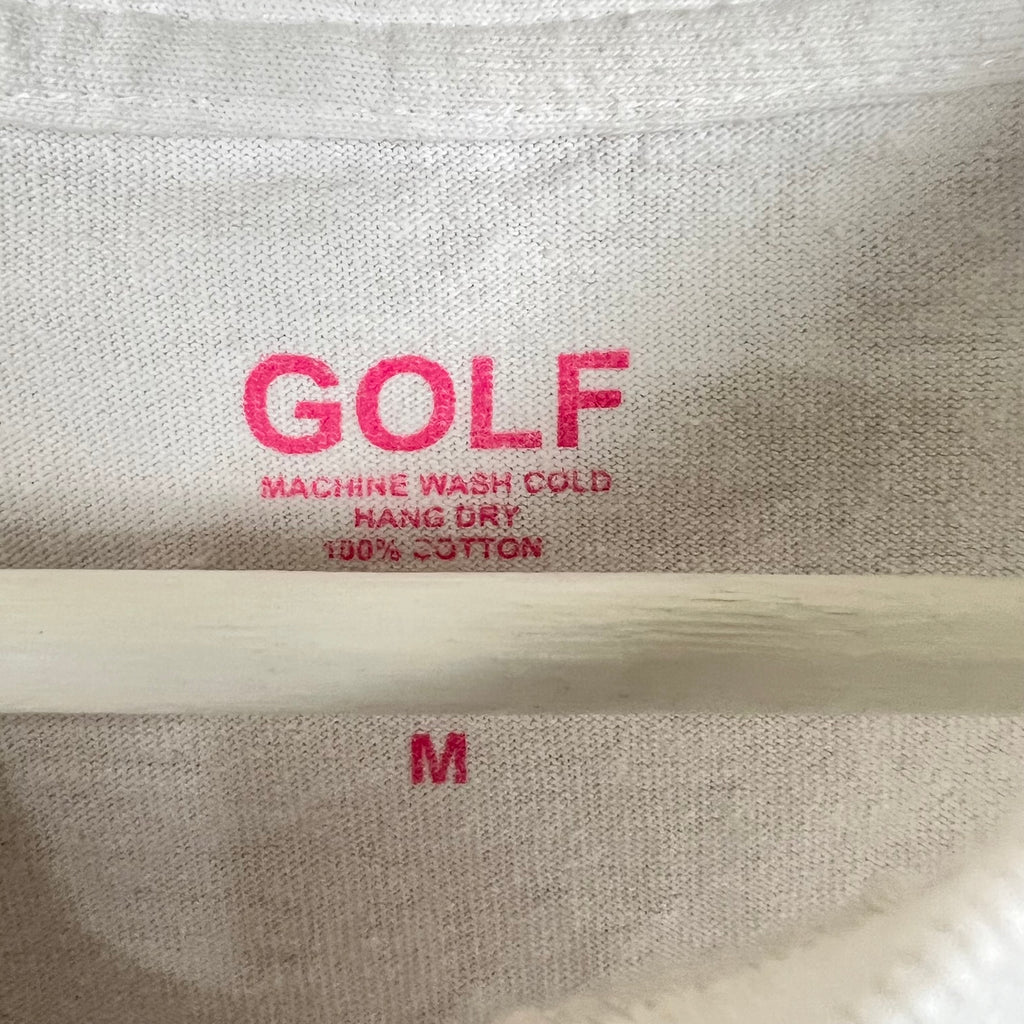 GOLF
MACHINE WASH COLD
HANG DRY
100% COTTON
M